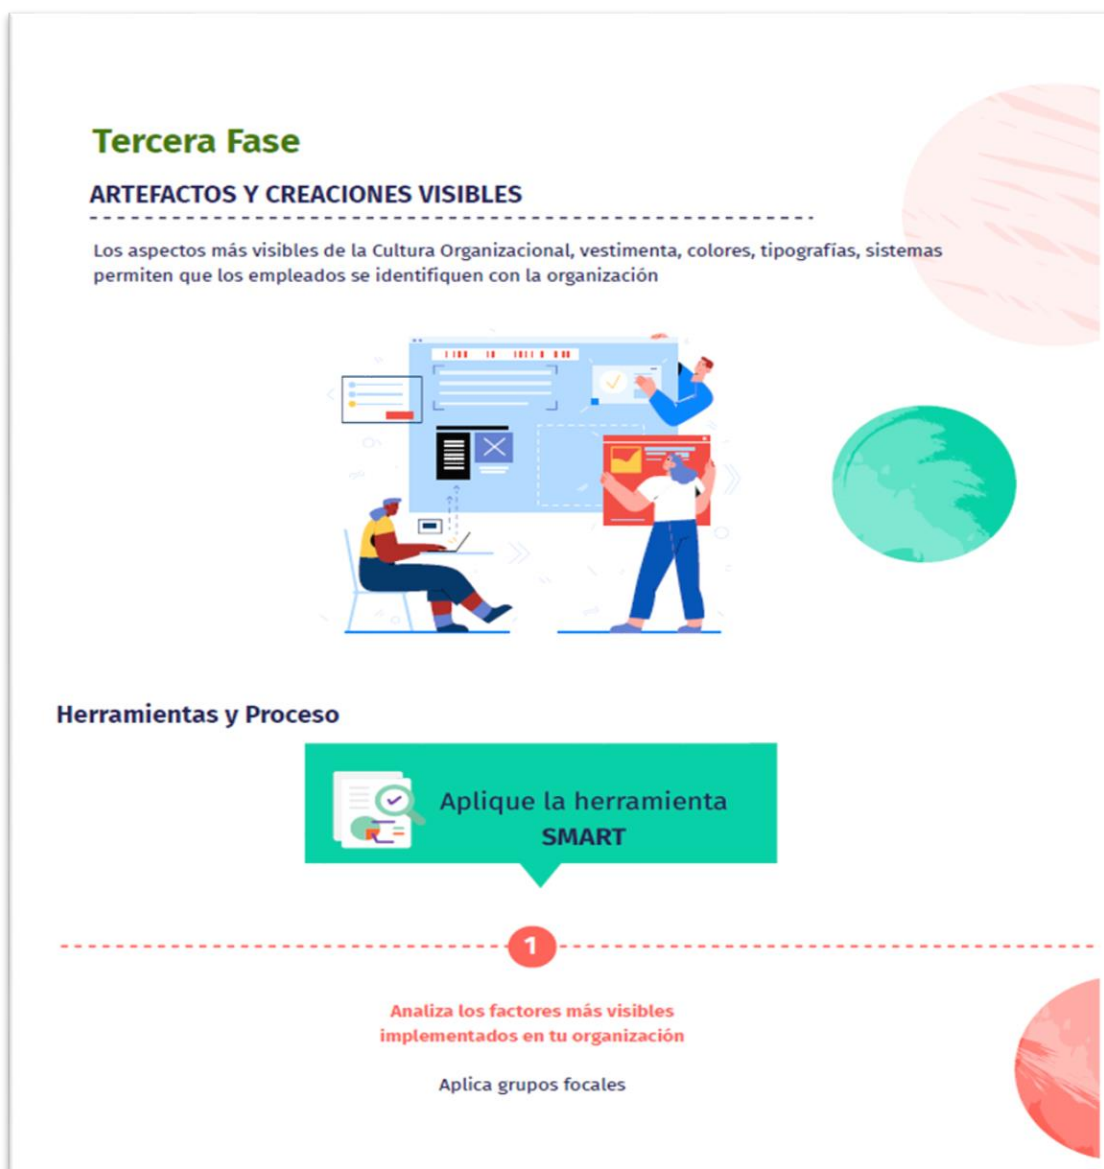 Tercera Fase
ARTEFACTOS Y CREACIONES VISIBLES
Los aspectos más visibles de la Cultura Organizacional, vestimenta, colores, tipografías, sistemas
permiten que los empleados se identifiquen con la organización
Herramientas y Proceso
Aplique la herramienta
SMART
1
Analiza los factores más visibles
implementados en tu organización
Aplica grupos focales